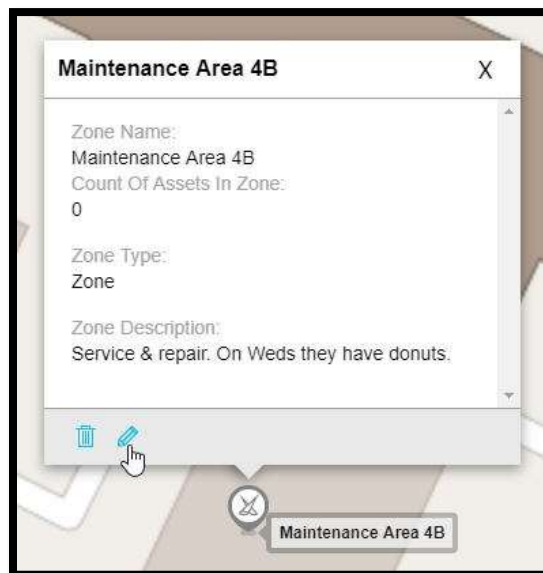 Maintenance Area 4B X
Zone Name:
Maintenance Area 4B
Count Of Assets In Zone:
0
Zone Type:
Zone
Zone Description:
Service & repair. On Weds they have donuts.
Maintenance Area 4B